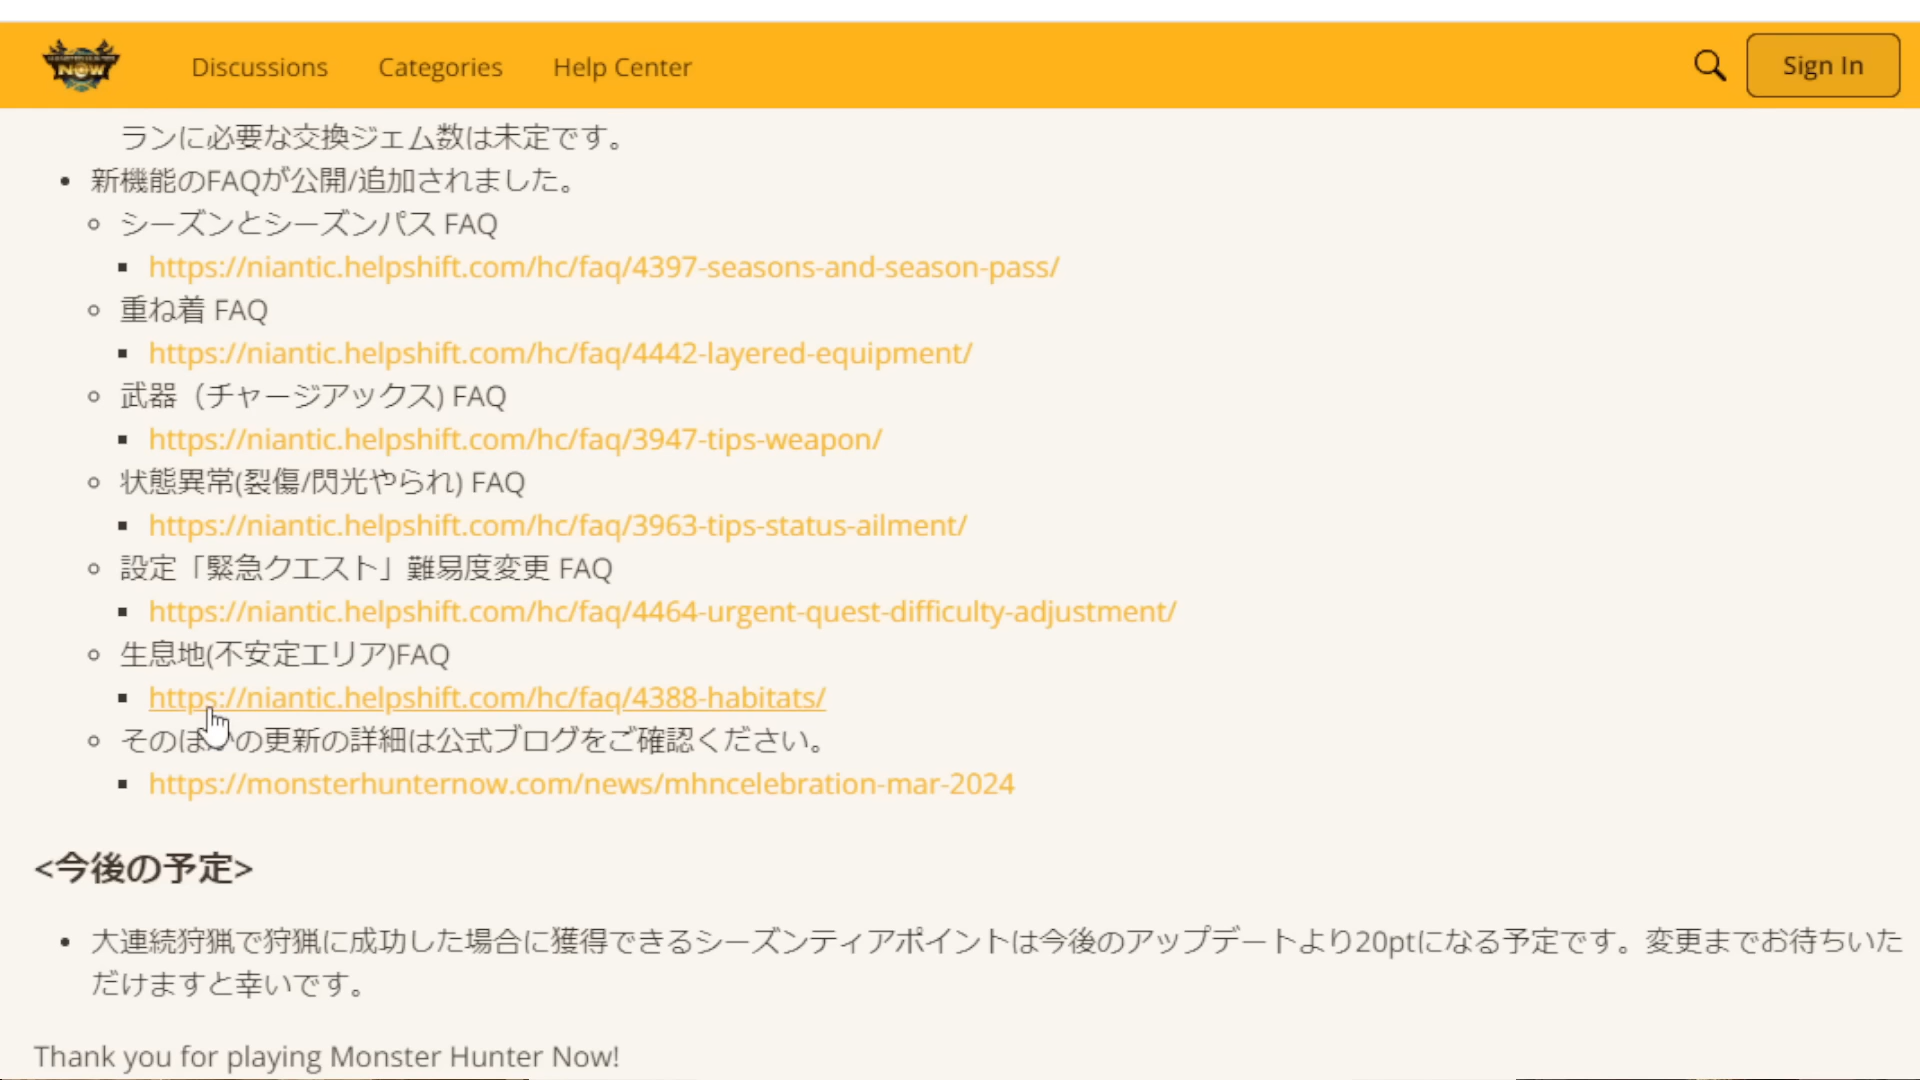 NOW
Discussions Categories Help Center Sign In
ランに必要な交換ジェム数は未定です。
新機能のFAQが公開/追加されました。
シーズンとシーズンパス FAQ
https://niantic.helpshift.com/hc/faq/4397-seasons-and-season-pass/
重ね着 FAQ
https://niantic.helpshift.com/hc/faq/4442-layered-equipment/
武器（チャージアックス) FAQ
https://niantic.helpshift.com/hc/faq/3947-tips-weapon/
状態異常(裂傷/閃光やられ) FAQ
https://niantic.helpshift.com/hc/faq/3963-tips-status-ailment/
設定「緊急クエスト」難易度変更 FAQ
https://niantic.helpshift.com/hc/faq/4464-urgent-quest-difficulty-adjustment/
生息地(不安定エリア)FAQ
https://niantic.helpshift.com/hc/faq/4388-habitats/
そのほかの更新の詳細は公式ブログをご確認ください。
https://monsterhunternow.com/news/mhncelebration-mar-2024
<今後の予定>
大連続狩猟で狩猟に成功した場合に獲得できるシーズンティアポイントは今後のアップデートより20ptになる予定です。変更までお待ちいた
だけますと幸いです。
Thank you for playing Monster Hunter Now!